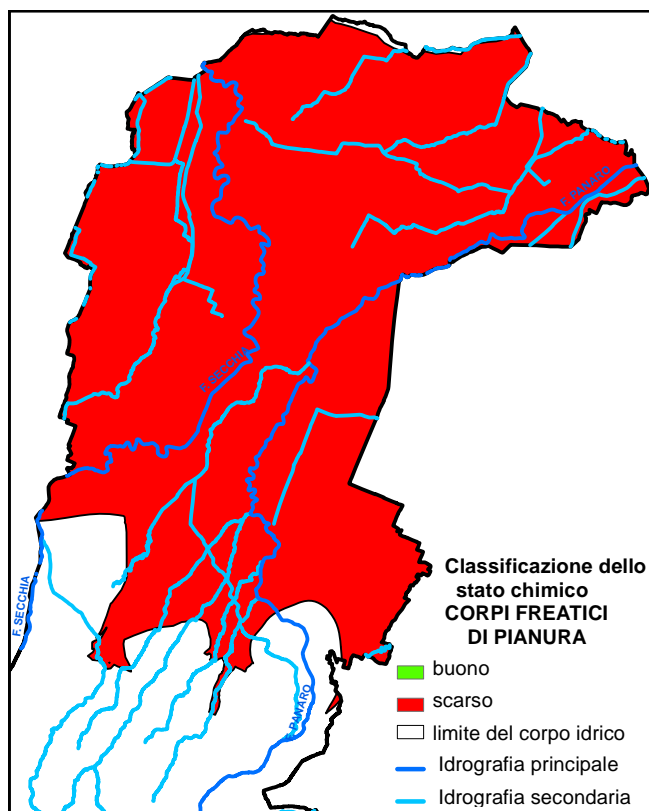 F. PANARO
F. SECCHIA
F. SECCHIA
F. PANARO
Classificazione dello
stato chimico
CORPI FREATICI
DI PIANURA
buono
scarso
limite del corpo idrico
Idrografia principale
Idrografia secondaria